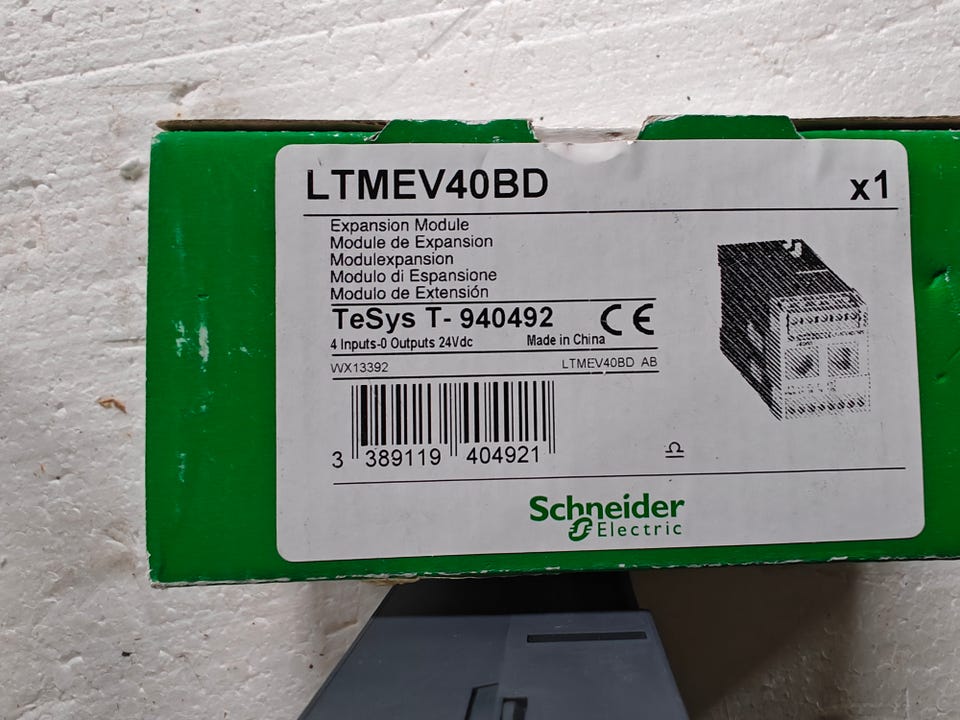 LTMEV40BD x1
Expansion Module
Module de Expansion
Modulexpansion
Modulo di Espansione
Modulo de Extensión
TeSys T- 940492 CE
4 Inputs-0 Outputs 24Vdc Made in China
WX13392 LTMEV40BD AB
3 389119 404921
Schneider
Electric